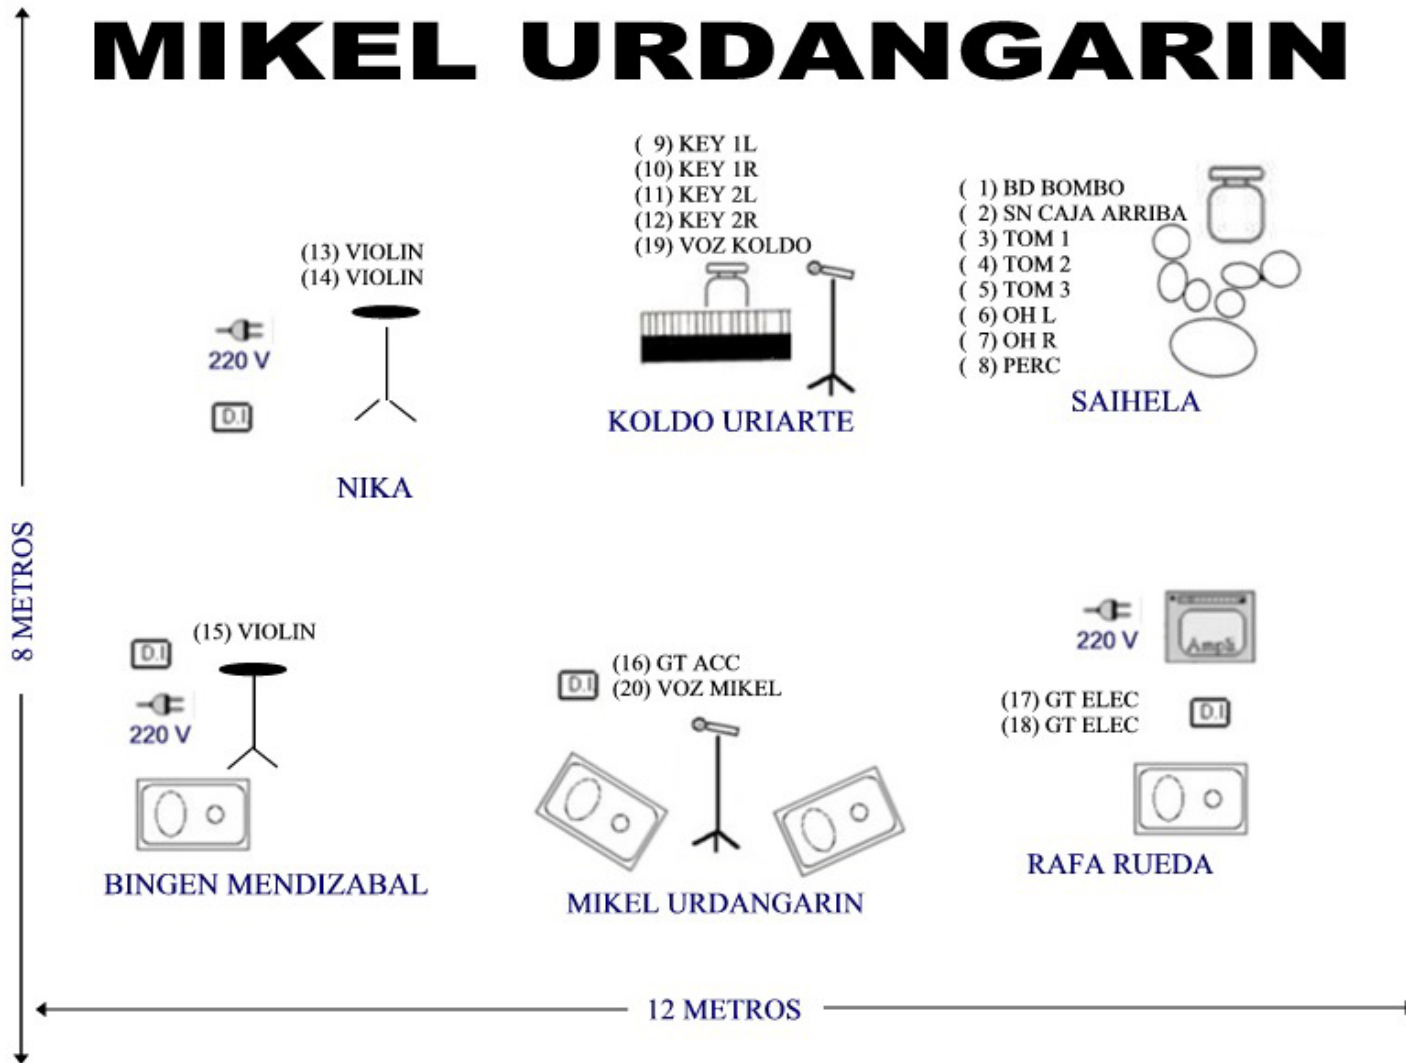 MIKEL URDANGARIN
( 9) KEY 1L
(10) KEY 1R
(11) KEY 2L
(12) KEY 2R
(19) VOZ KOLDO
( 1) BD BOMBO
( 2) SN CAJA ARRIBA
( 3) TOM 1
( 4) TOM 2
( 5) TOM 3
( 6) OH L
( 7) OH R
( 8) PERC
(13) VIOLIN
(14) VIOLIN
220 V
D.I
NIKA
KOLDO URIARTE
SAIHELA
8 METROS
(15) VIOLIN
D.I
220 V
BINGEN MENDIZABAL
(16) GT ACC
(20) VOZ MIKEL
D.I
MIKEL URDANGARIN
220 V
AmpS
(17) GT ELEC
(18) GT ELEC
D.I
RAFA RUEDA
12 METROS